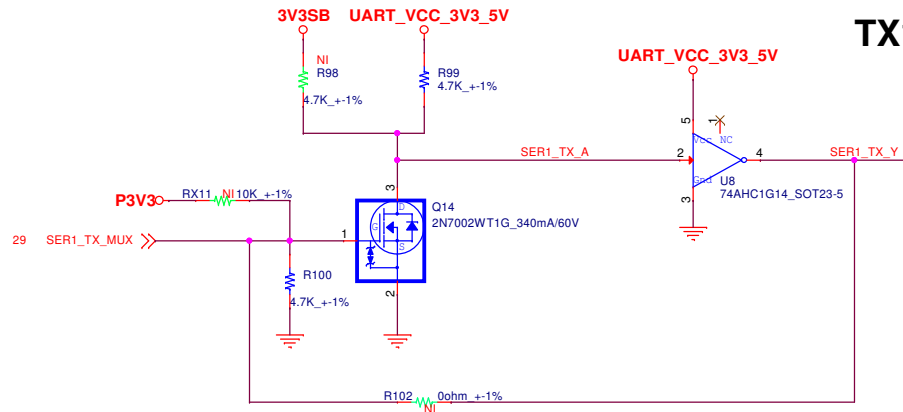 3V3SB
UART_VCC_3V3_5V
TX
NI
R98
4.7K_+-1%
R99
4.7K_+-1%
UART_VCC_3V3_5V
5
1
Vcc
NC
SER1_TX_A
2
4
SER1_TX_Y
Gnd
U8
74AHC1G14_SOT23-5
3
3
P3V3
RX11
NI
10K_+-1%
D
G
S
Q14
2N7002WT1G_340mA/60V
29
SER1_TX_MUX
1
R100
4.7K_+-1%
2
R102
0ohm_+-1%
NI